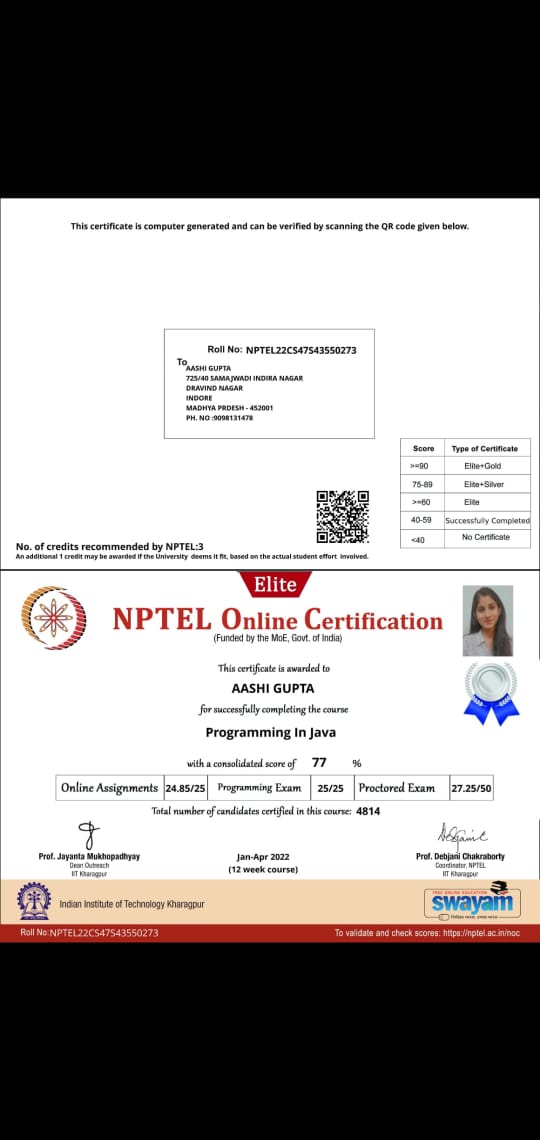 This certificate is computer generated and can be verified by scanning the QR code given below.
Roll No: NPTEL22CS47S43550273
To
AASHI GUPTA
725/40 SAMAJWADI INDIRA NAGAR
DRAVIND NAGAR
INDORE
MADHYA PRDESH - 452001
PH. NO :9098131478
Score Type of Certificate
>=90 Elite+Gold
75-89 Elite+Silver
>=60 Elite
40-59 Successfully Completed
<40 No Certificate
No. of credits recommended by NPTEL:3
An additional 1 credit may be awarded if the University deems it fit, based on the actual student effort involved.
Elite
NPTEL Online Certification
(Funded by the MoE, Govt. of India)
This certificate is awarded to
AASHI GUPTA
for successfully completing the course
Programming In Java
with a consolidated score of 77 %
Online Assignments 24.85/25 Programming Exam 25/25 Proctored Exam 27.25/50
Total number of candidates certified in this course: 4814
Prof. Jayanta Mukhopadhyay
Dean Outreach
IIT Kharagpur
Jan-Apr 2022
(12 week course)
Prof. Debjani Chakraborty
Coordinator, NPTEL
IIT Kharagpur
Indian Institute of Technology Kharagpur
FREE ONLINE EDUCATION
swayam
शिक्षित भारत, उन्नत भारत
Roll No:NPTEL22CS47S43550273
To validate and check scores: https://nptel.ac.in/noc